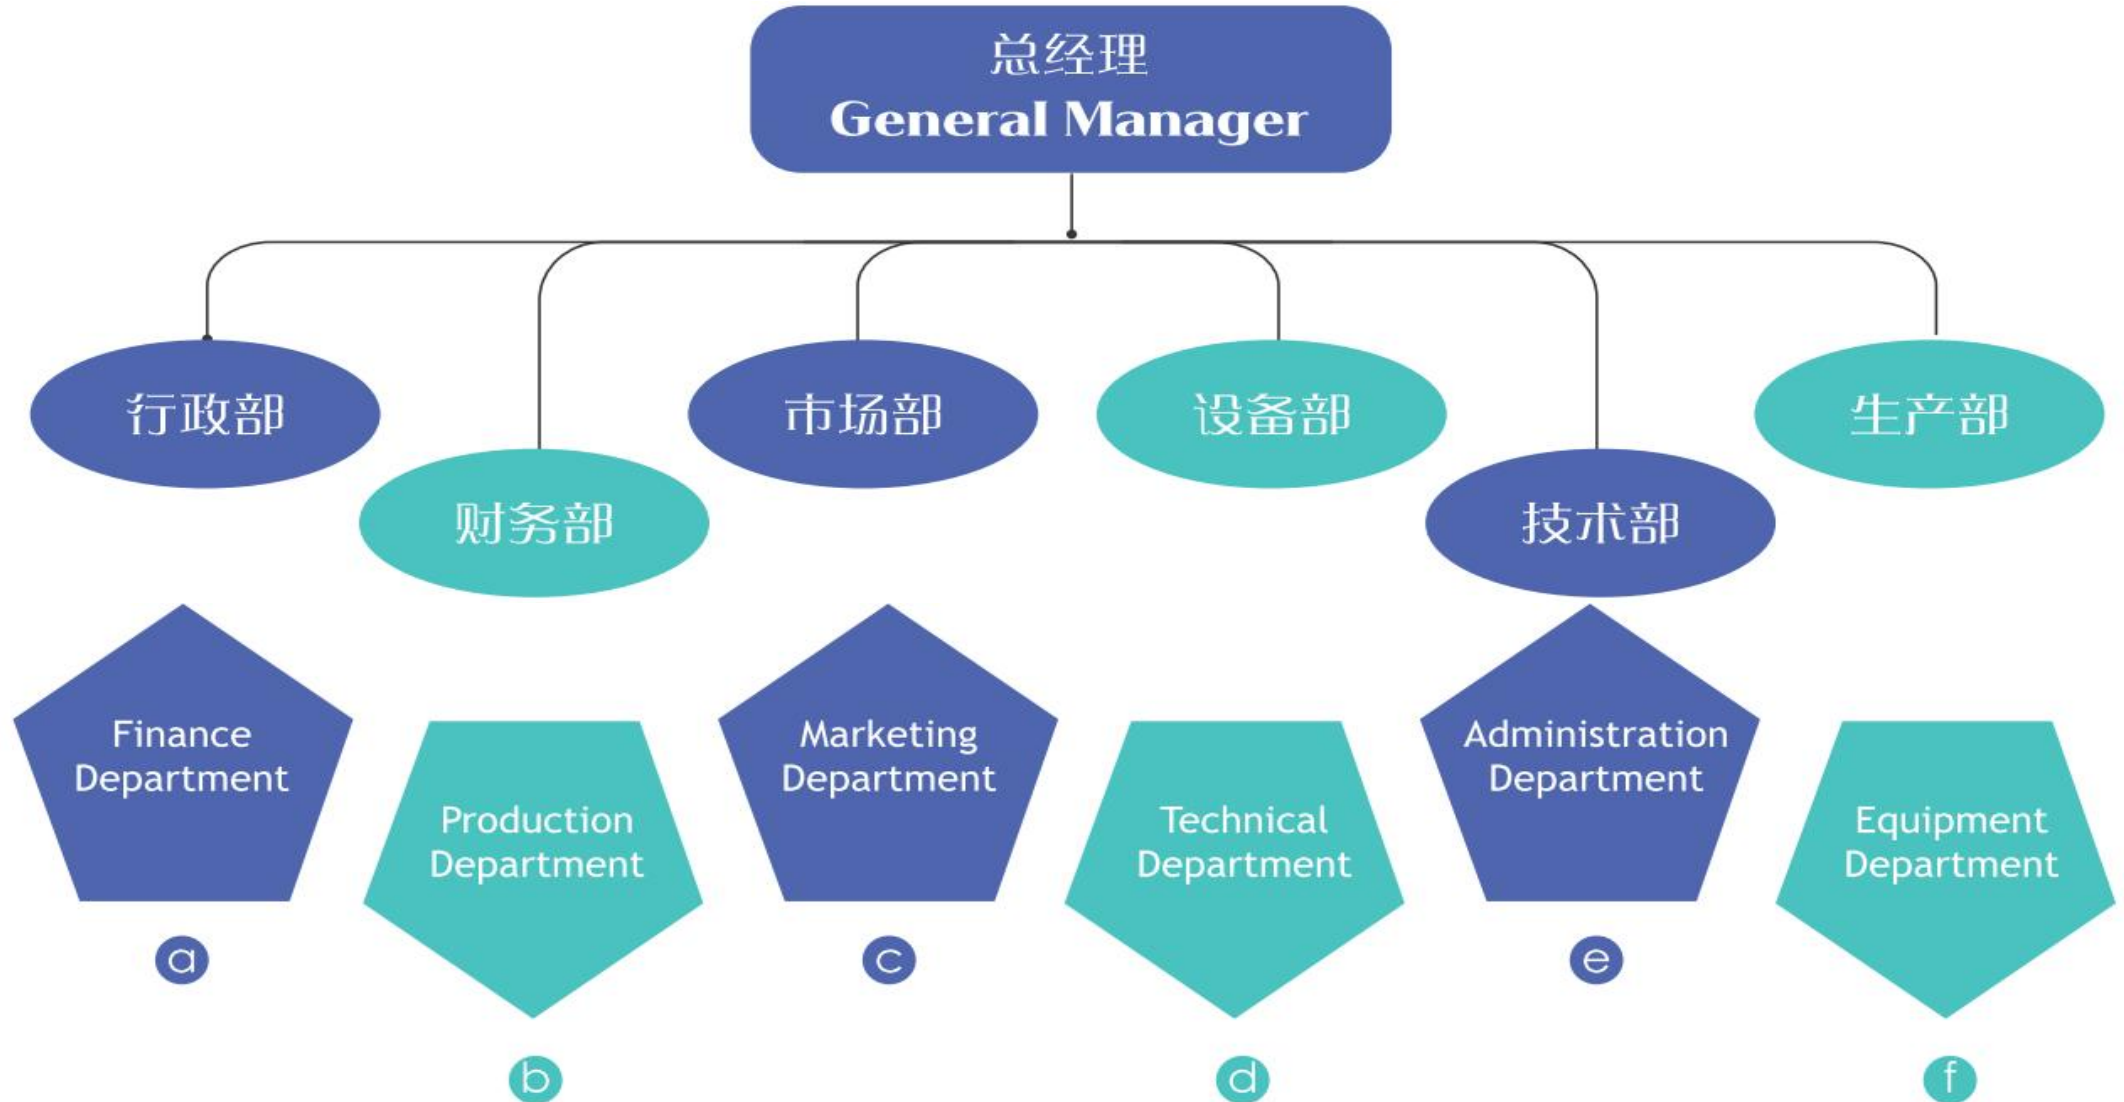 总经理
General Manager
行政部
财务部
市场部
设备部
技术部
生产部
Finance
Department
a
Production
Department
b
Marketing
Department
c
Technical
Department
d
Administration
Department
e
Equipment
Department
f